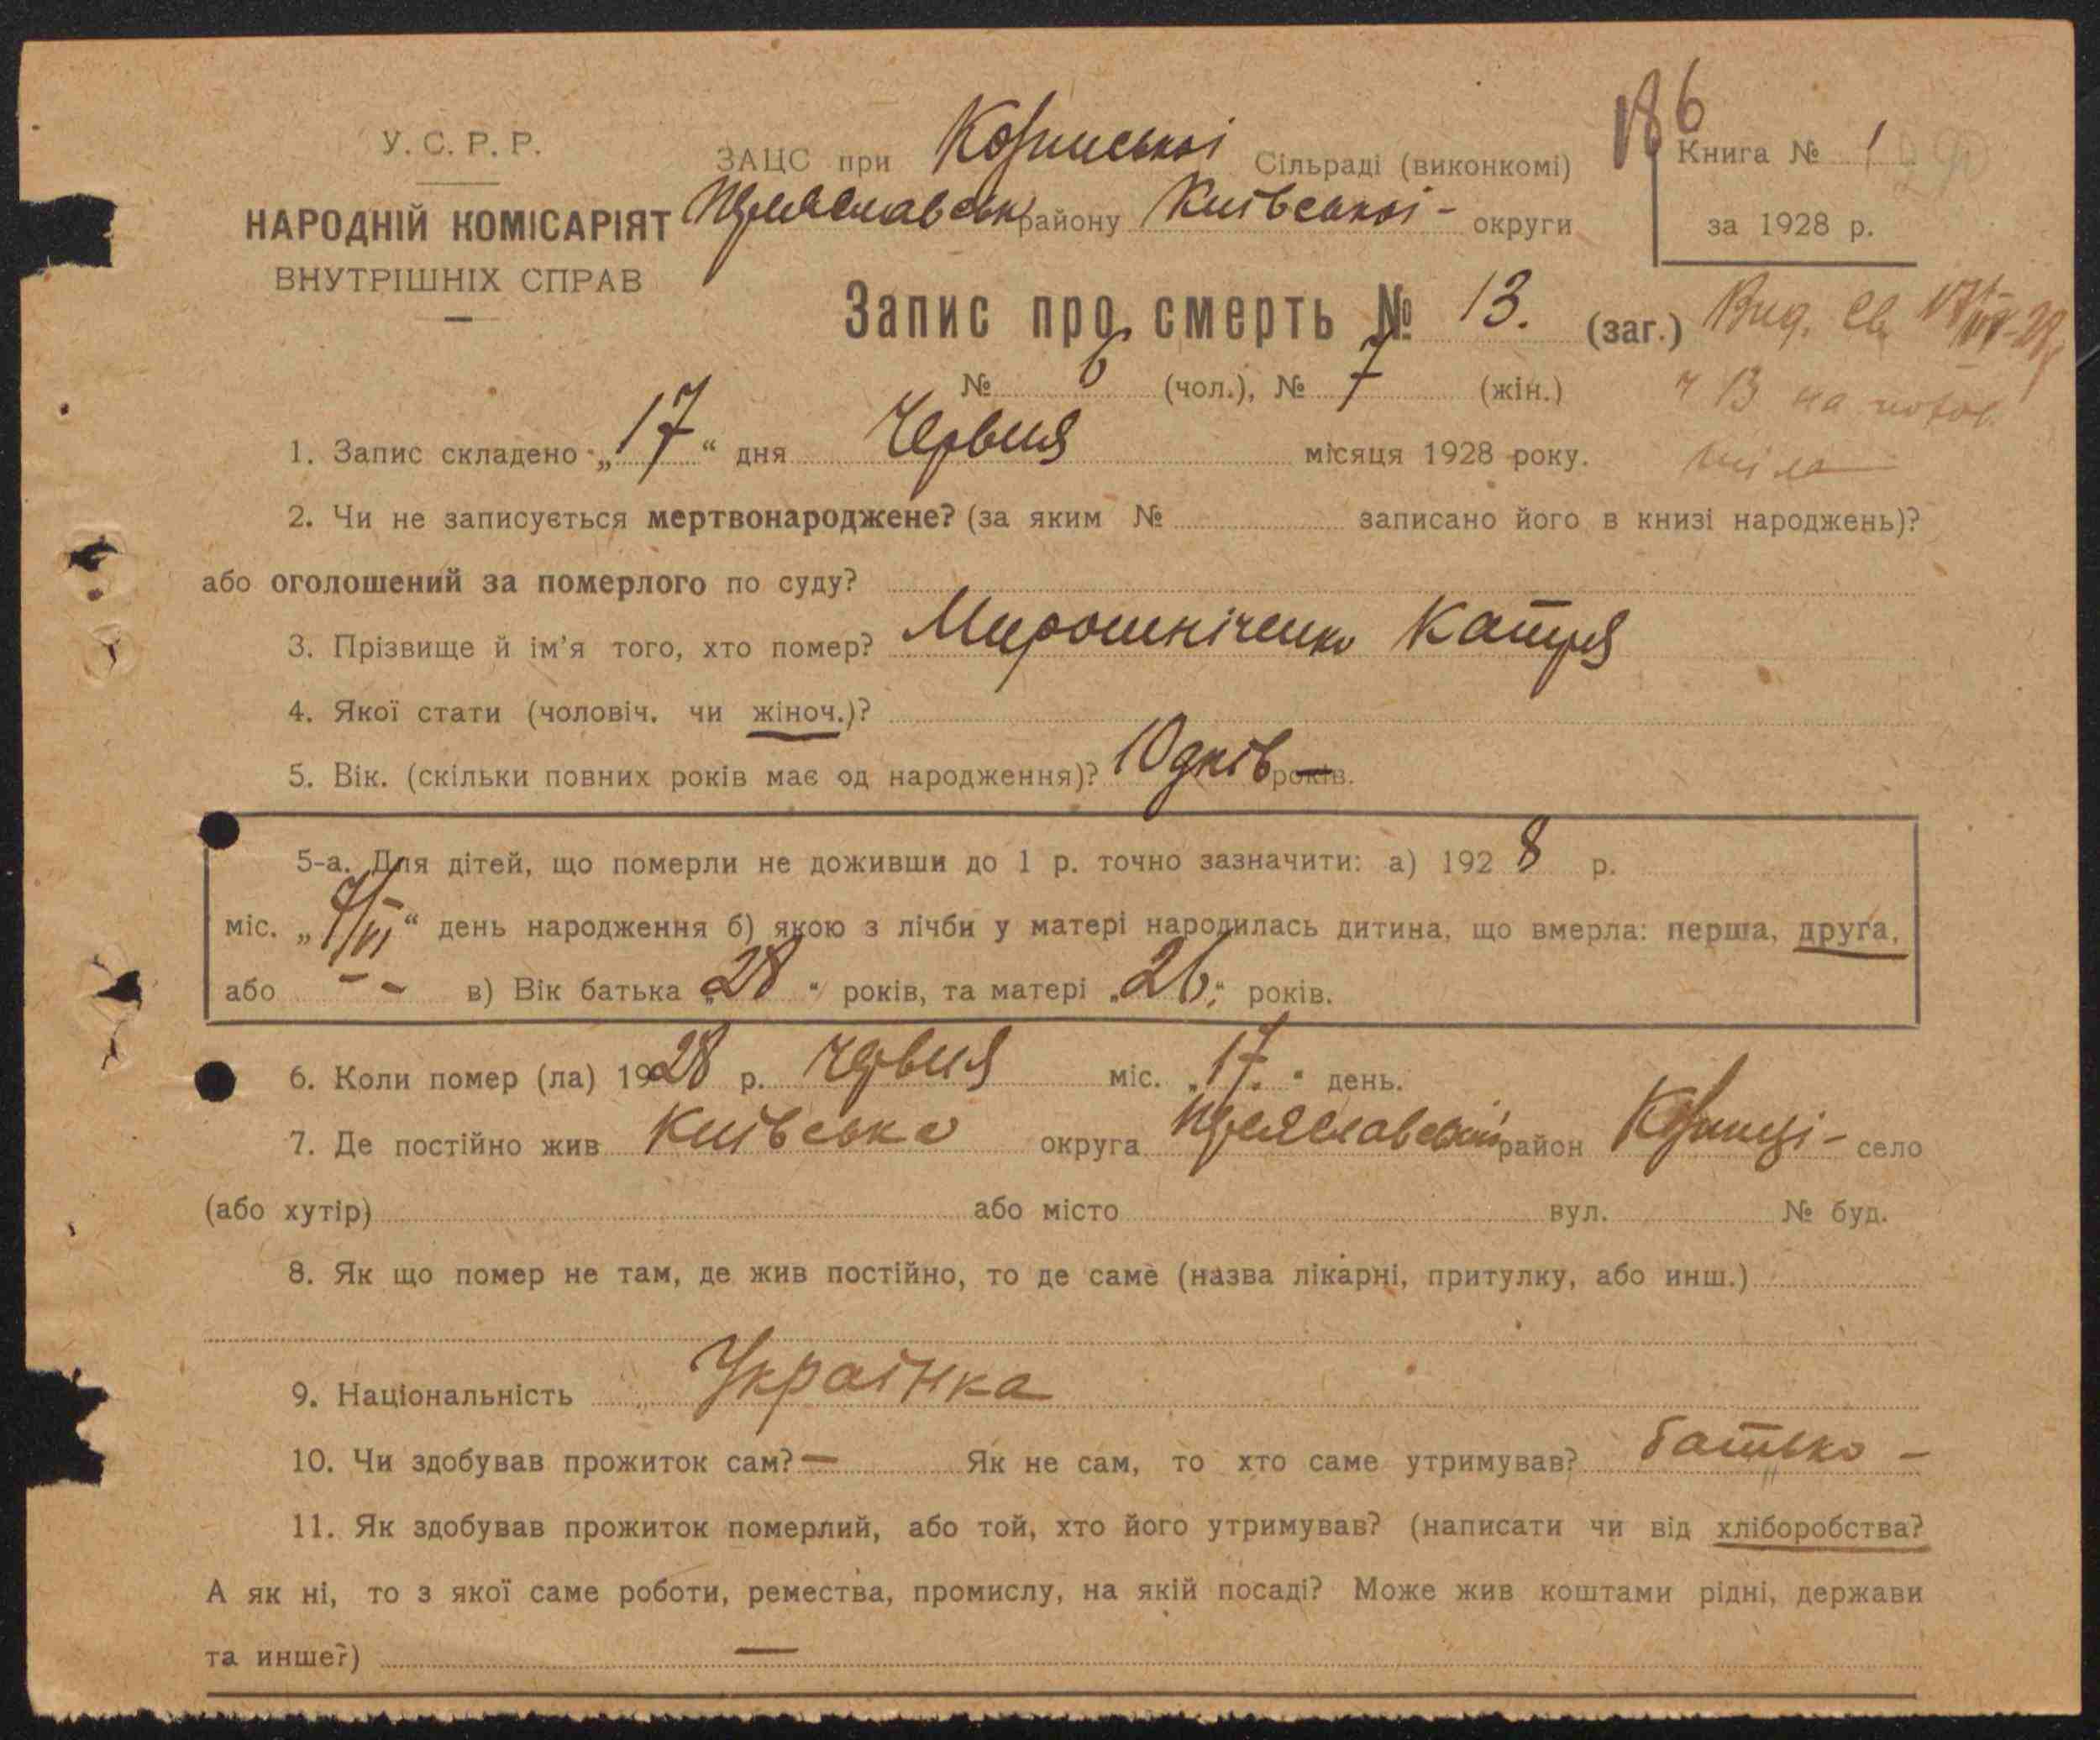 186
У. С. Р. Р.
ЗАЦС при Корінської Сільраді (виконкомі)
Книга № 1
НАРОДНІЙ КОМІСАРІЯТ
ВНУТРІШНІХ СПРАВ
Переяславськ району Київської - округи
за 1928 р.
Запис про смерть № 13. (заг.)
Вид. Св.
№ 6 (чол.), № 7 (жін.)
ч 13 на
1. Запис складено „17“ дня Червня місяця 1928 року.
тіла
2. Чи не записується мертвонароджене? (за яким № записано його в книзі народжень)?
або оголошений за померлого по суду?
3. Прізвище й ім'я того, хто помер? Мирошніченко Катря
4. Якої стати (чоловіч. чи жіноч.)?
5. Вік. (скільки повних років має од народження)? 10 днів років.
5-а. Для дітей, що померли не доживши до 1 р. точно зазначити: а) 1928 р.
міс. „7/VI“ день народження б) якою з лічби у матері народилась дитина, що вмерла: перша, друга,
або - - в) Вік батька „28“ років, та матері „26“ років.
6. Коли помер (ла) 1928 р. Червня міс. „17.“ день.
7. Де постійно жив Київська округа Переяславський район Корінці - село
(або хутір) або місто вул. № буд.
8. Як що помер не там, де жив постійно, то де саме (назва лікарні, притулку, або инш.)
9. Національність Українка
10. Чи здобував прожиток сам? — Як не сам, то хто саме утримував? батько -
11. Як здобував прожиток померлий, або той, хто його утримував? (написати чи від хліборобства?
А як ні, то з якої саме роботи, ремества, промислу, на якій посаді? Може жив коштами рідні, держави
та инше?) —